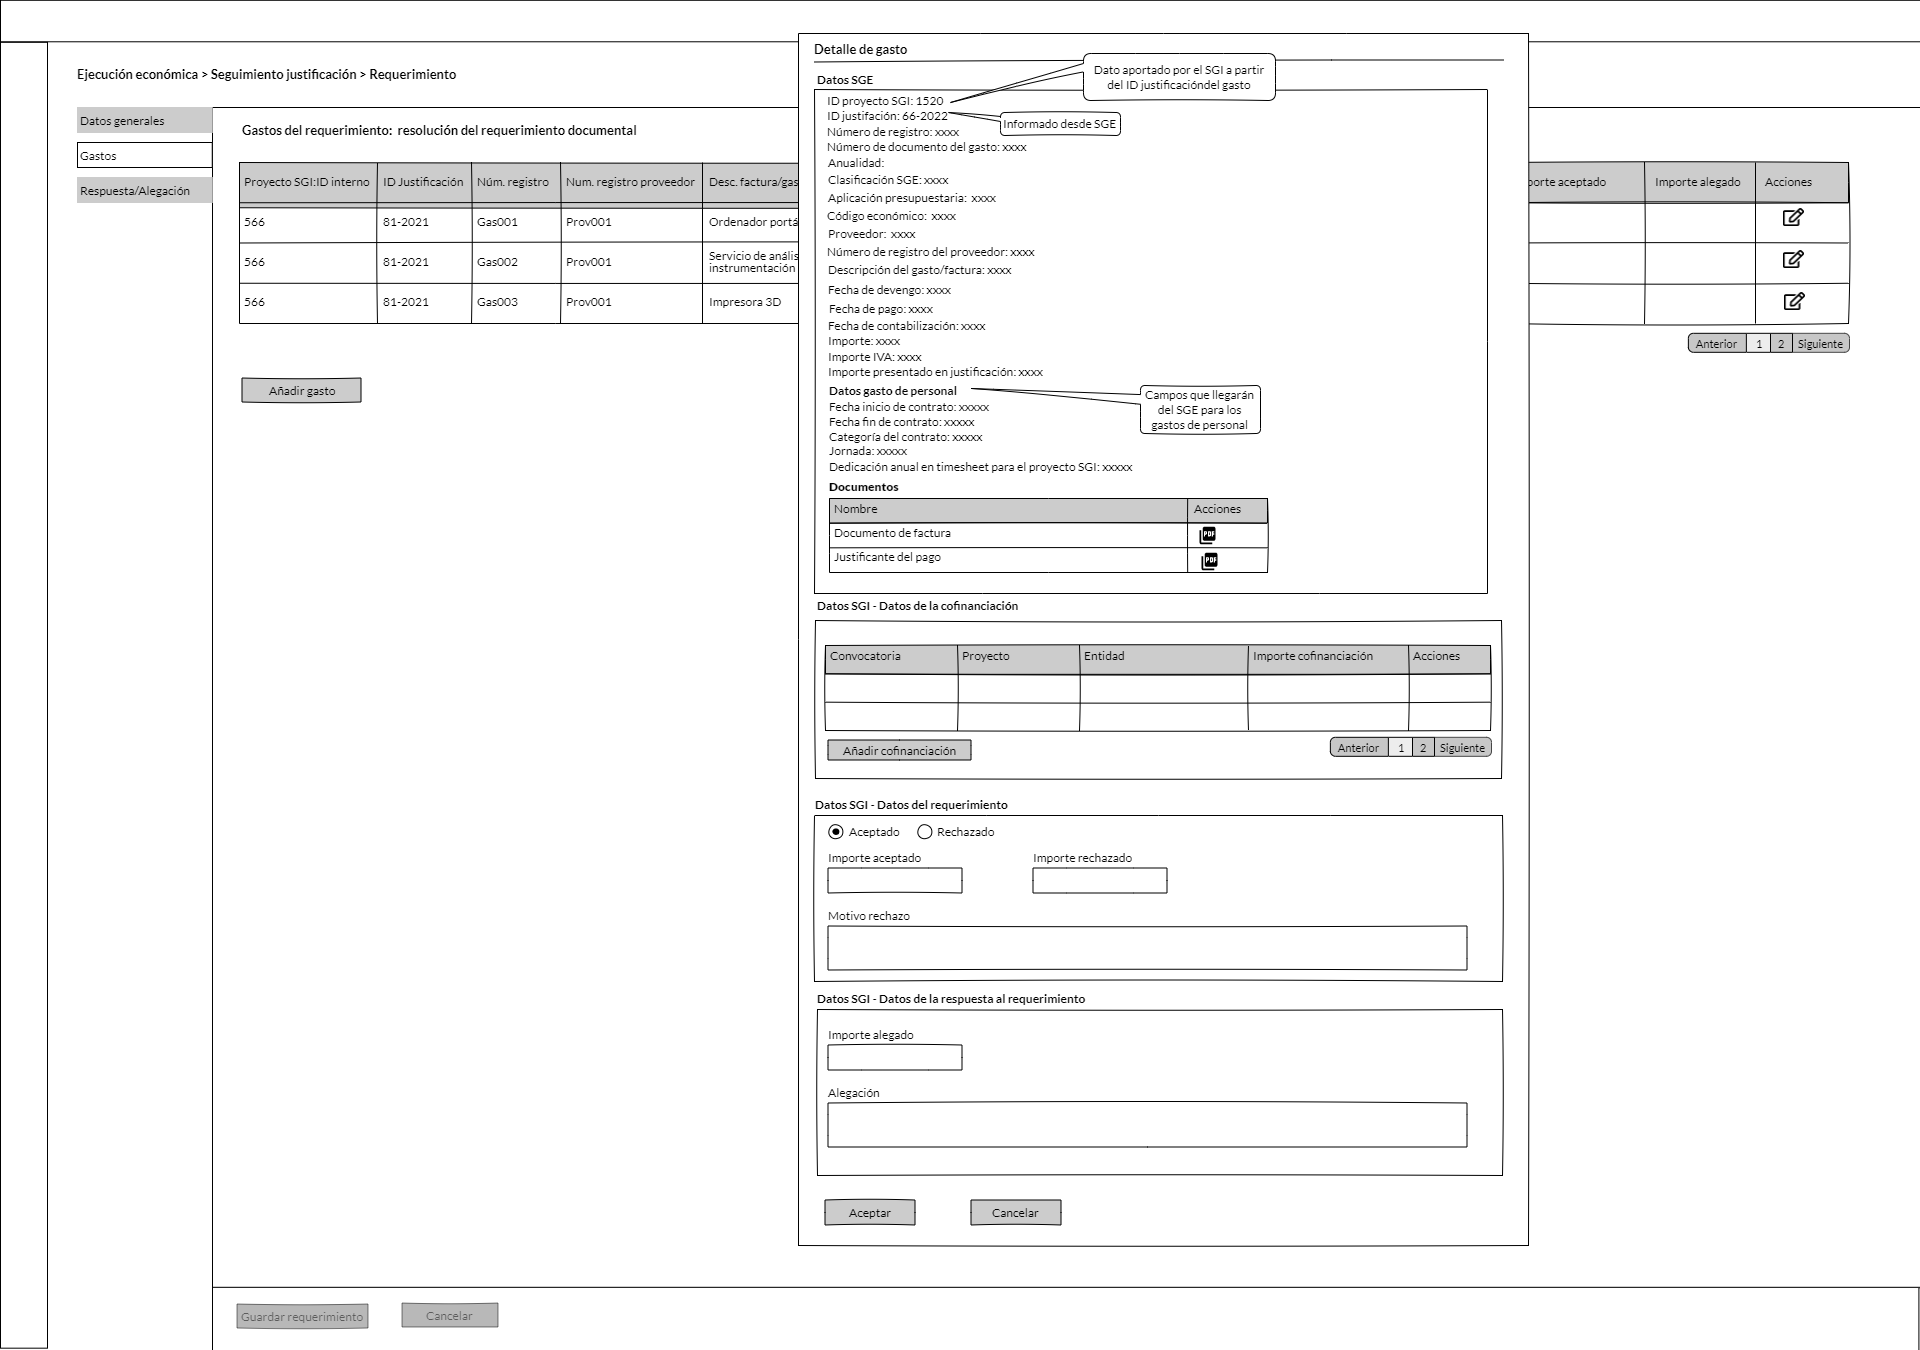 Ejecución económica > Seguimiento justificación > Requerimiento
Datos generales
Gastos
Respuesta/Alegación
Gastos del requerimiento: resolución del requerimiento documental
Proyecto SGI:ID interno ID Justificación Núm. registro Num. registro proveedor Desc. factura/gas
566 81-2021 Gas001 Prov001 Ordenador portá
566 81-2021 Gas002 Prov001 Servicio de anális
instrumentación
566 81-2021 Gas003 Prov001 Impresora 3D
Añadir gasto
porte aceptado Importe alegado Acciones
Anterior 1 2 Siguiente
Detalle de gasto
Datos SGE
Dato aportado por el SGI a partir
del ID justificacióndel gasto
ID proyecto SGI: 1520
ID justifación: 66-2022
Informado desde SGE
Número de registro: xxxx
Número de documento del gasto: xxxx
Anualidad:
Clasificación SGE: xxxx
Aplicación presupuestaria: xxxx
Código económico: xxxx
Proveedor: xxxx
Número de registro del proveedor: xxxx
Descripción del gasto/factura: xxxx
Fecha de devengo: xxxx
Fecha de pago: xxxx
Fecha de contabilización: xxxx
Importe: xxxx
Importe IVA: xxxx
Importe presentado en justificación: xxxx
Datos gasto de personal
Campos que llegarán
del SGE para los
gastos de personal
Fecha inicio de contrato: xxxxx
Fecha fin de contrato: xxxxx
Categoría del contrato: xxxxx
Jornada: xxxxx
Dedicación anual en timesheet para el proyecto SGI: xxxxx
Documentos
Nombre Acciones
Documento de factura PDF
Justificante del pago PDF
Datos SGI - Datos de la cofinanciación
Convocatoria Proyecto Entidad Importe cofinanciación Acciones
Añadir cofinanciación
Anterior 1 2 Siguiente
Datos SGI - Datos del requerimiento
Aceptado Rechazado
Importe aceptado Importe rechazado
Motivo rechazo
Datos SGI - Datos de la respuesta al requerimiento
Importe alegado
Alegación
Aceptar Cancelar
Guardar requerimiento Cancelar